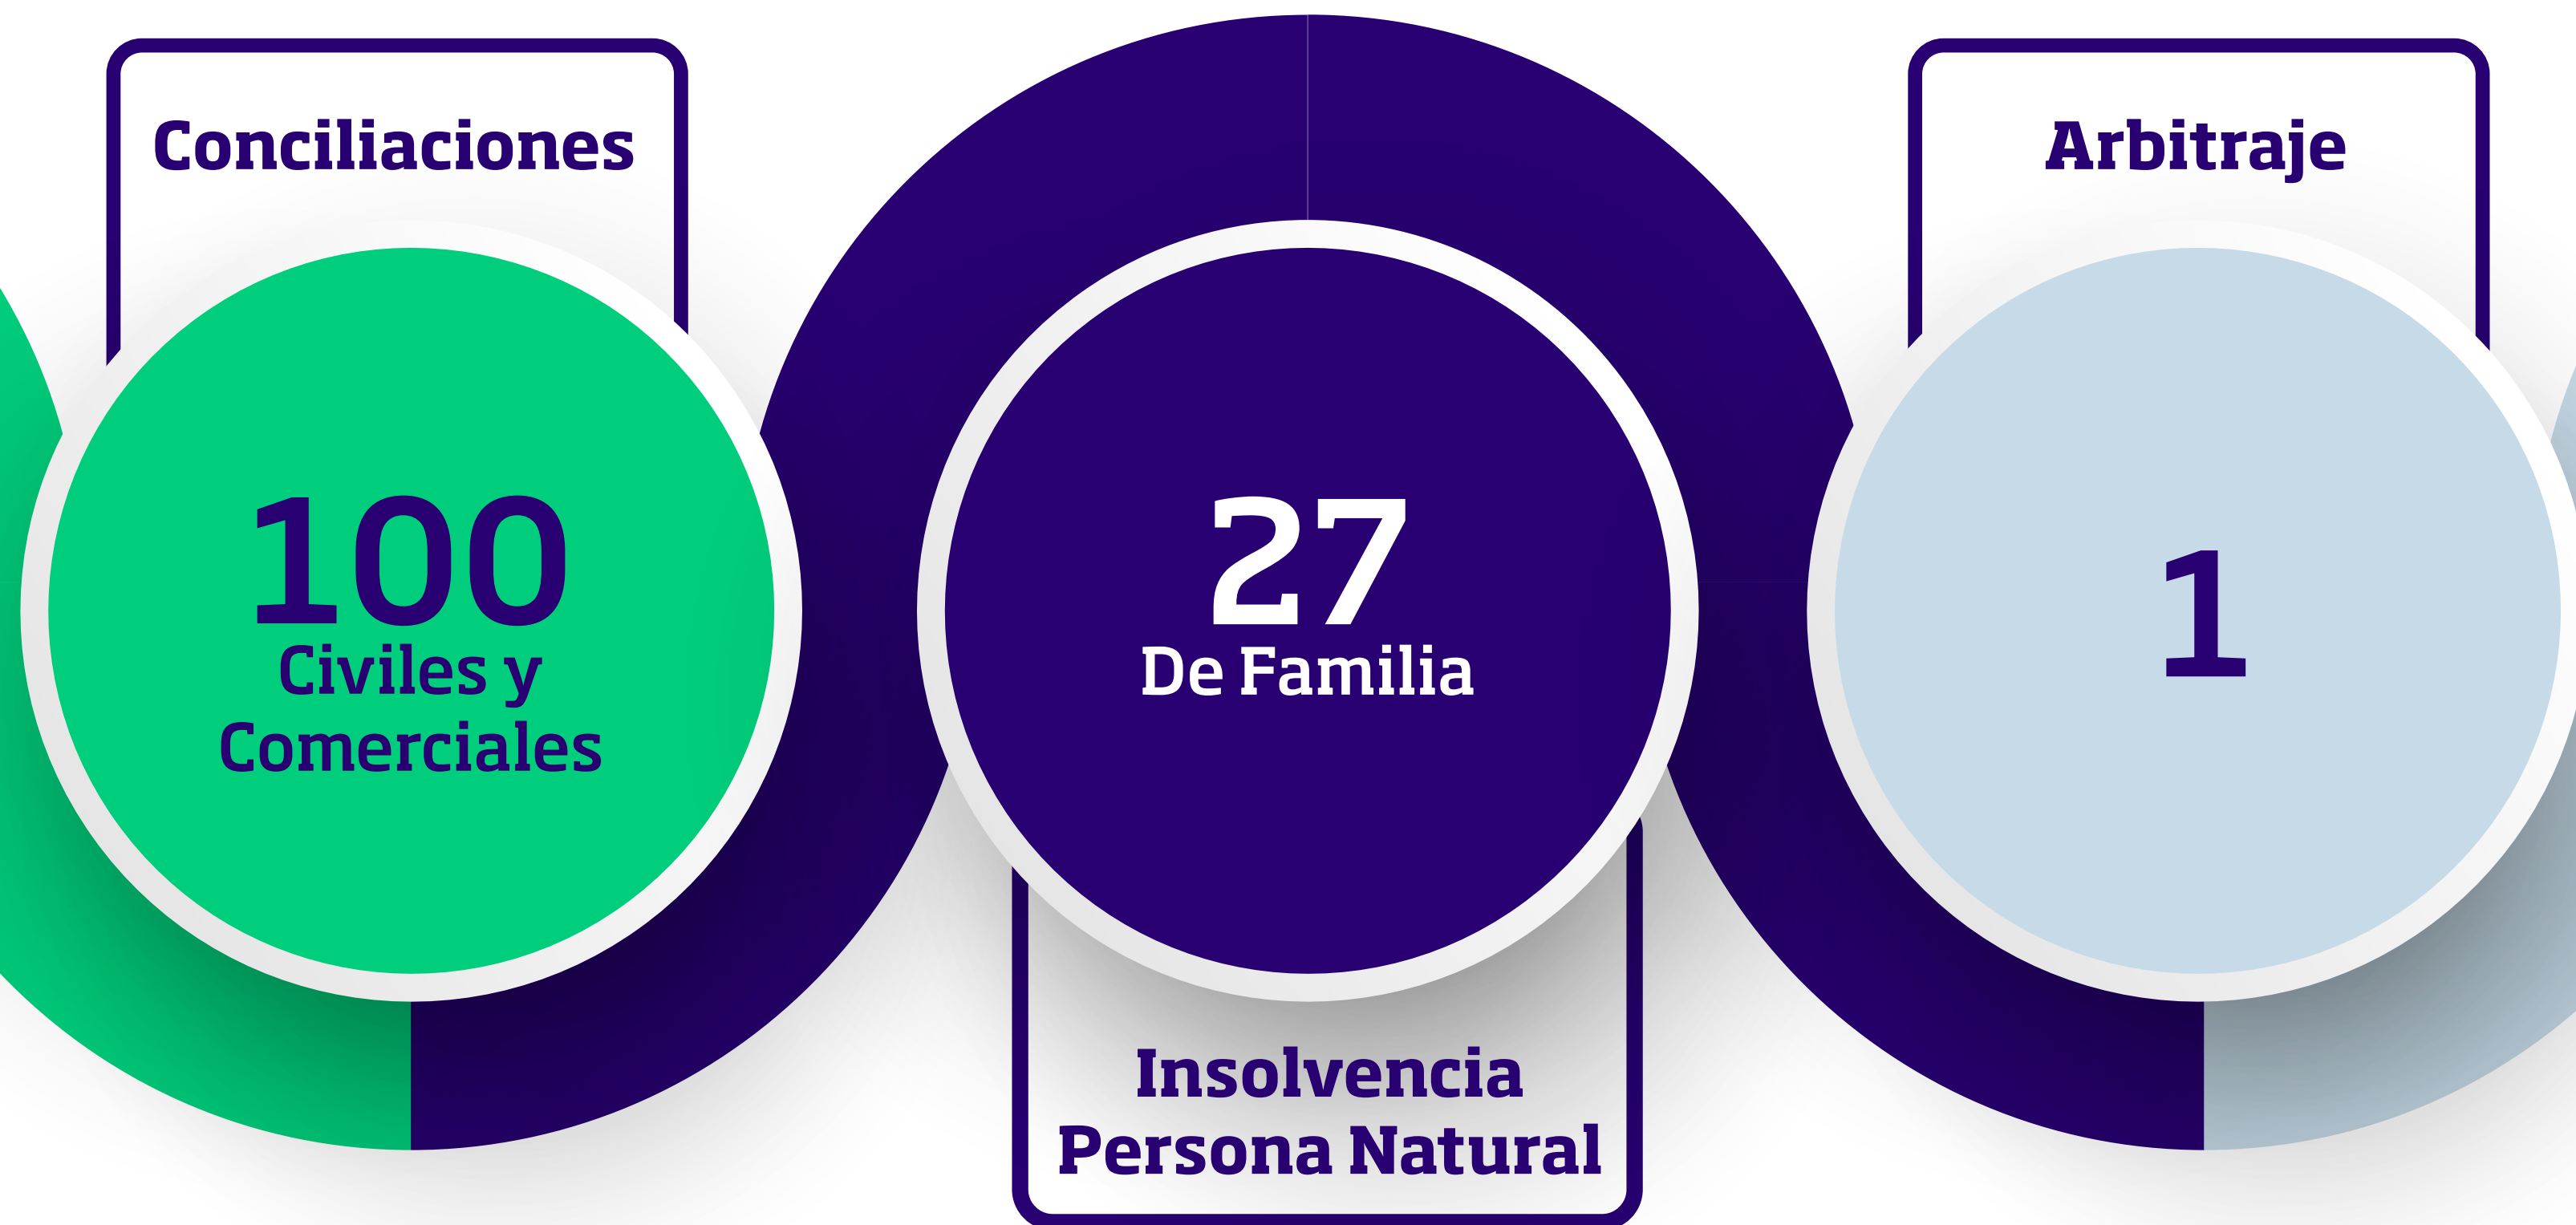 Conciliaciones
100
Civiles y
Comerciales
27
De Familia
Insolvencia
Persona Natural
Arbitraje
1